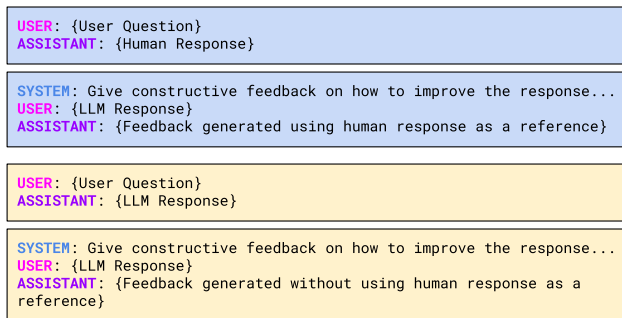 USER: {User Question}
ASSISTANT: {Human Response}
SYSTEM: Give constructive feedback on how to improve the response...
USER: {LLM Response}
ASSISTANT: {Feedback generated using human response as a reference}
USER: {User Question}
ASSISTANT: {LLM Response}
SYSTEM: Give constructive feedback on how to improve the response...
USER: {LLM Response}
ASSISTANT: {Feedback generated without using human response as a
reference}